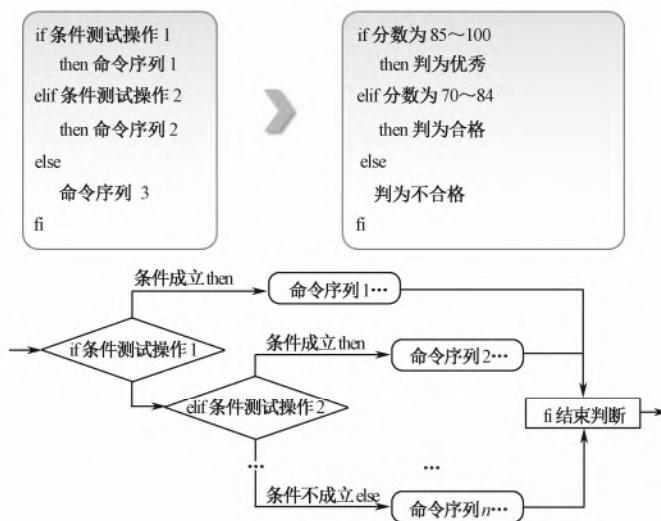 if 条件测试操作 1
then 命令序列 1
elif 条件测试操作 2
then 命令序列 2
else
命令序列 3
fi
if 分数为 85～100
then 判为优秀
elif 分数为 70～84
then 判为合格
else
判为不合格
fi
条件成立 then
命令序列 1…
if 条件测试操作 1
条件成立 then
命令序列 2…
elif 条件测试操作 2
fi 结束判断
…
…
条件不成立 else
命令序列 n…